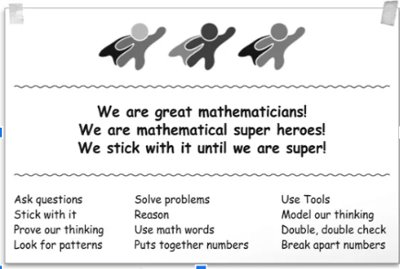 We are great mathematicians!
We are mathematical super heroes!
We stick with it until we are super!
Ask questions
Stick with it
Prove our thinking
Look for patterns
Solve problems
Reason
Use math words
Puts together numbers
Use Tools
Model our thinking
Double, double check
Break apart numbers